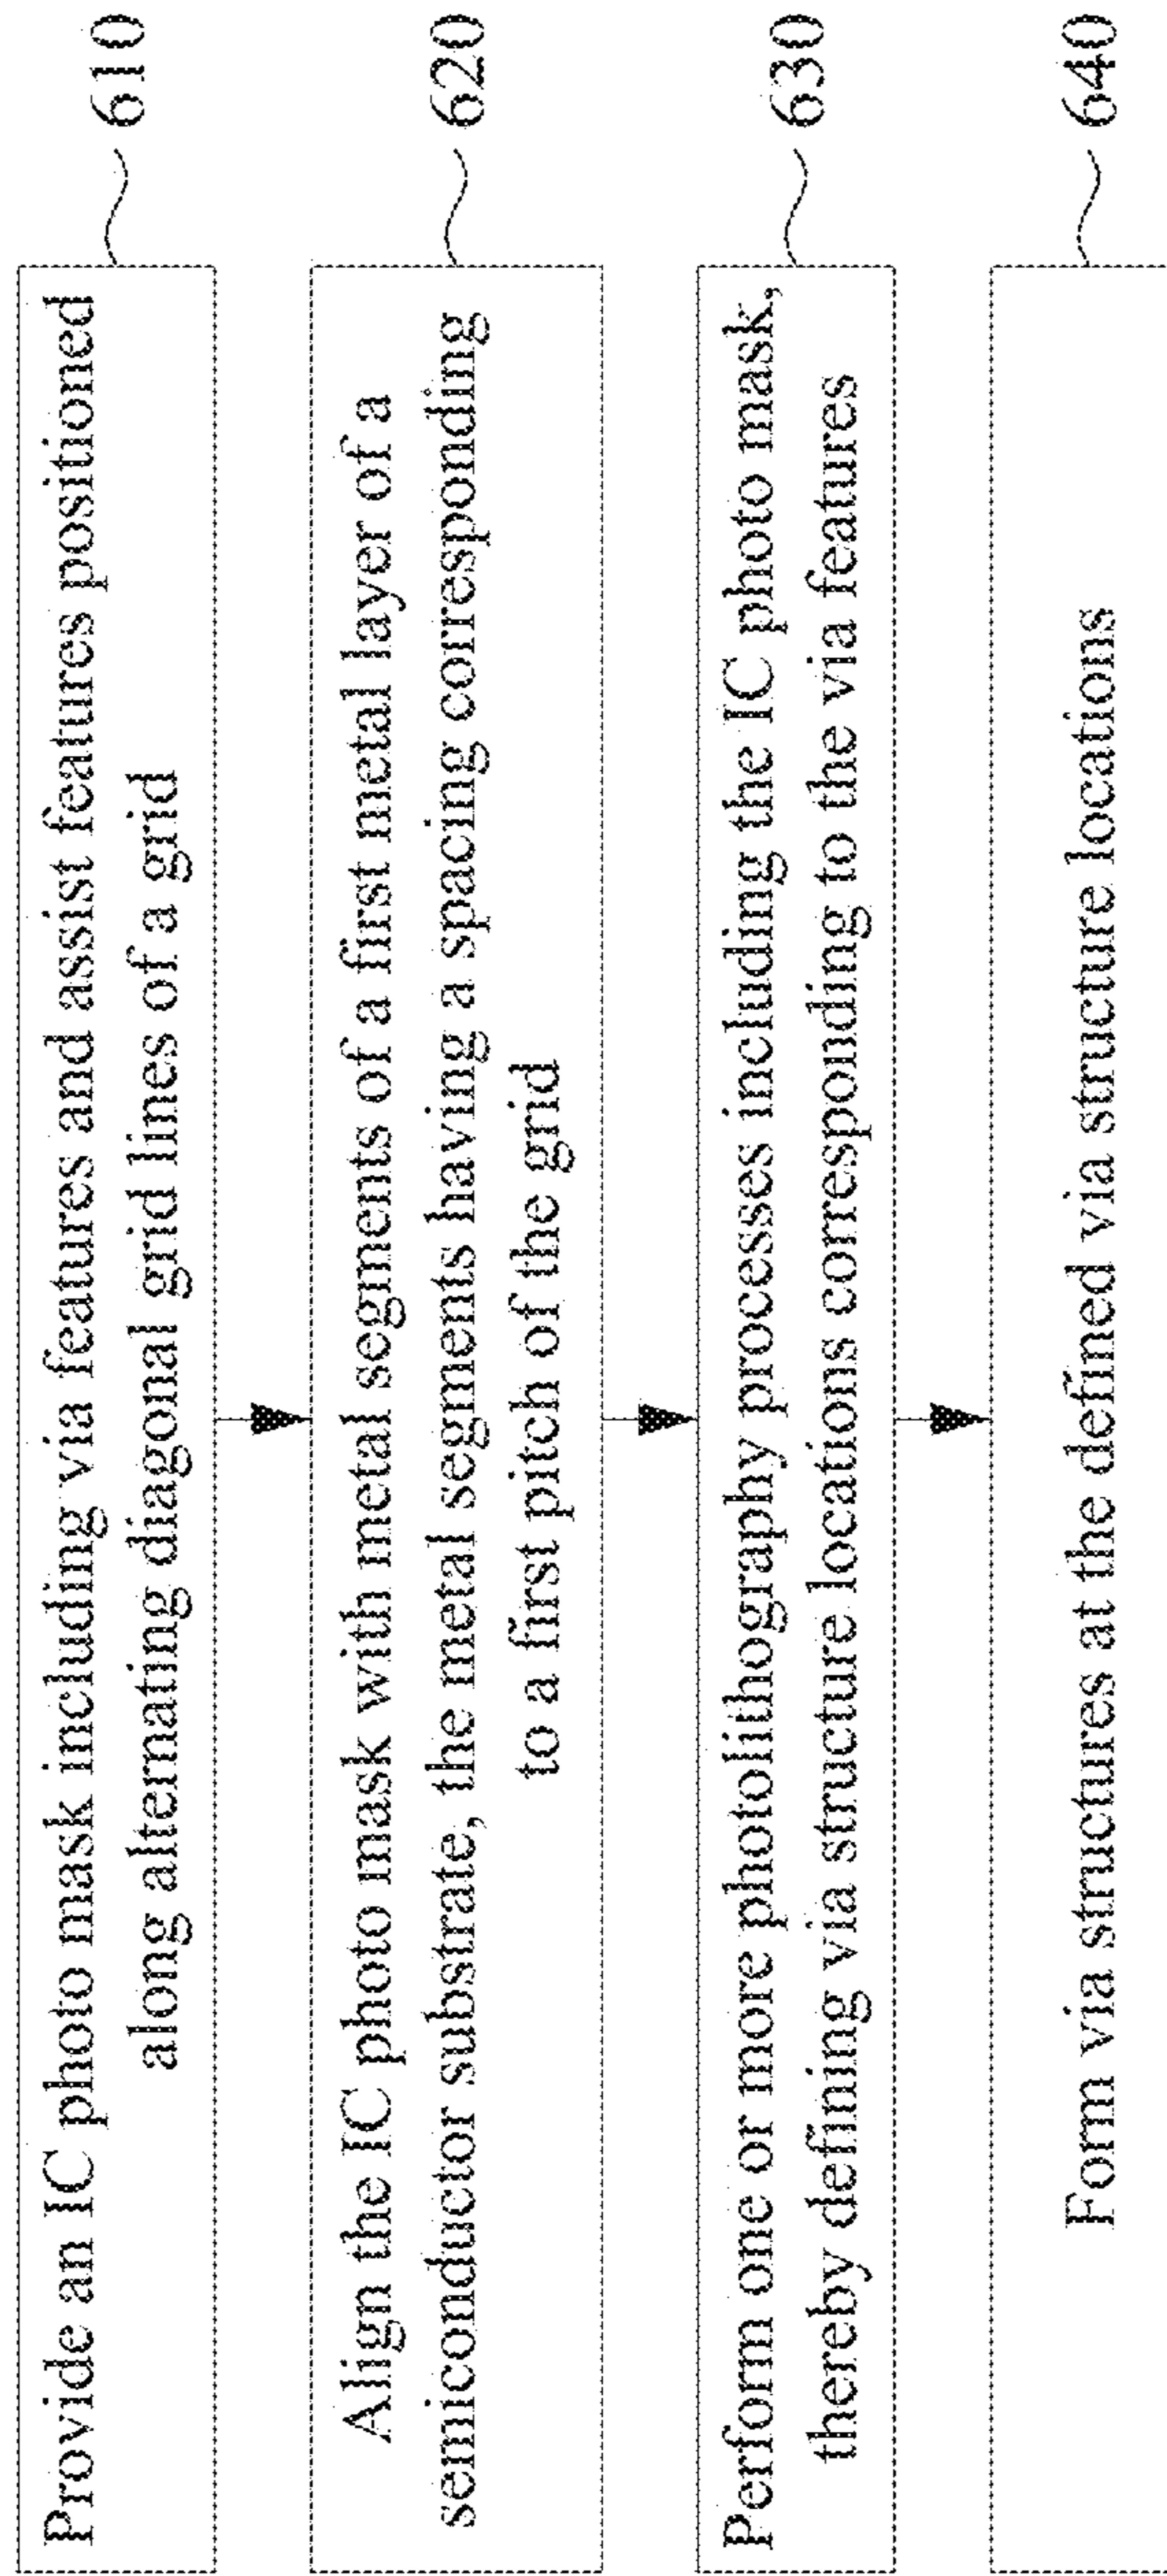 Provide an IC photo mask including via features and assist features positioned
along alternating diagonal grid lines of a grid
610
Align the IC photo mask with metal segments of a first metal layer of a
semiconductor substrate, the metal segments having a spacing corresponding
to a first pitch of the grid
620
Perform one or more photolithography processes including the IC photo mask,
thereby defining via structure locations corresponding to the via features
630
Form via structures at the defined via structure locations
640